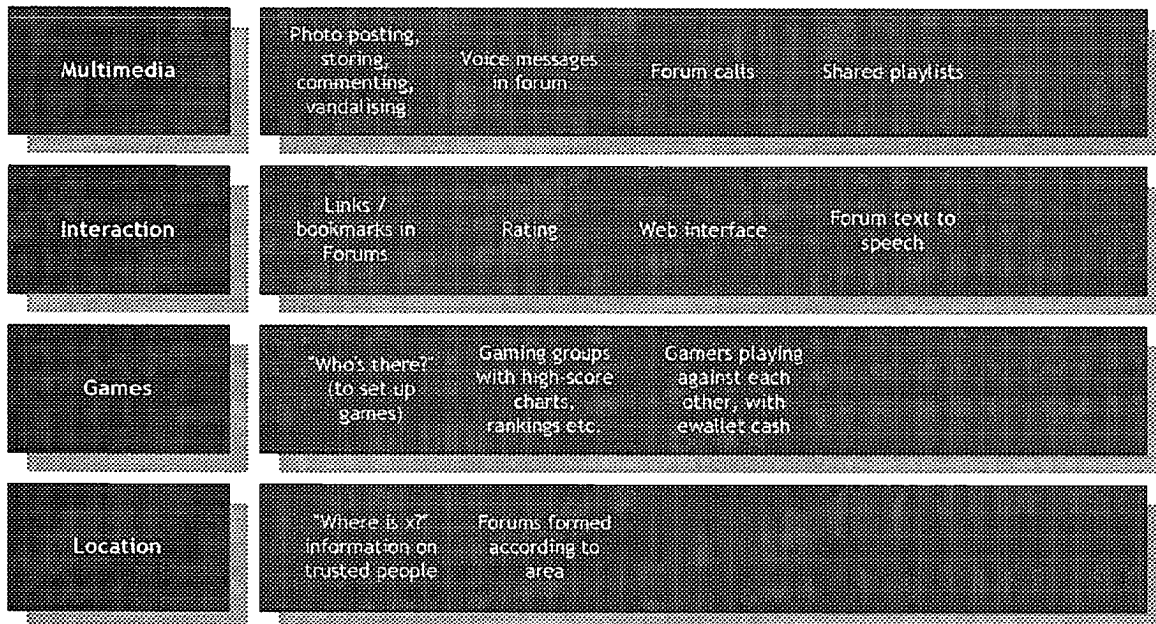 Multimedia
Photo posting,
storing,
commenting,
vandalising
Voice messages
in forum
Forum calls
Shared playlists
Interaction
Links /
bookmarks in
Forums
Rating
Web interface
Forum text to
speech
Games
"Who's there?"
(to set up
games)
Gaming groups
with high-score
charts,
rankings etc.
Gamers playing
against each
other, with
ewallet cash
Location
"Where is x?"
information on
trusted people
Forums formed
according to
area